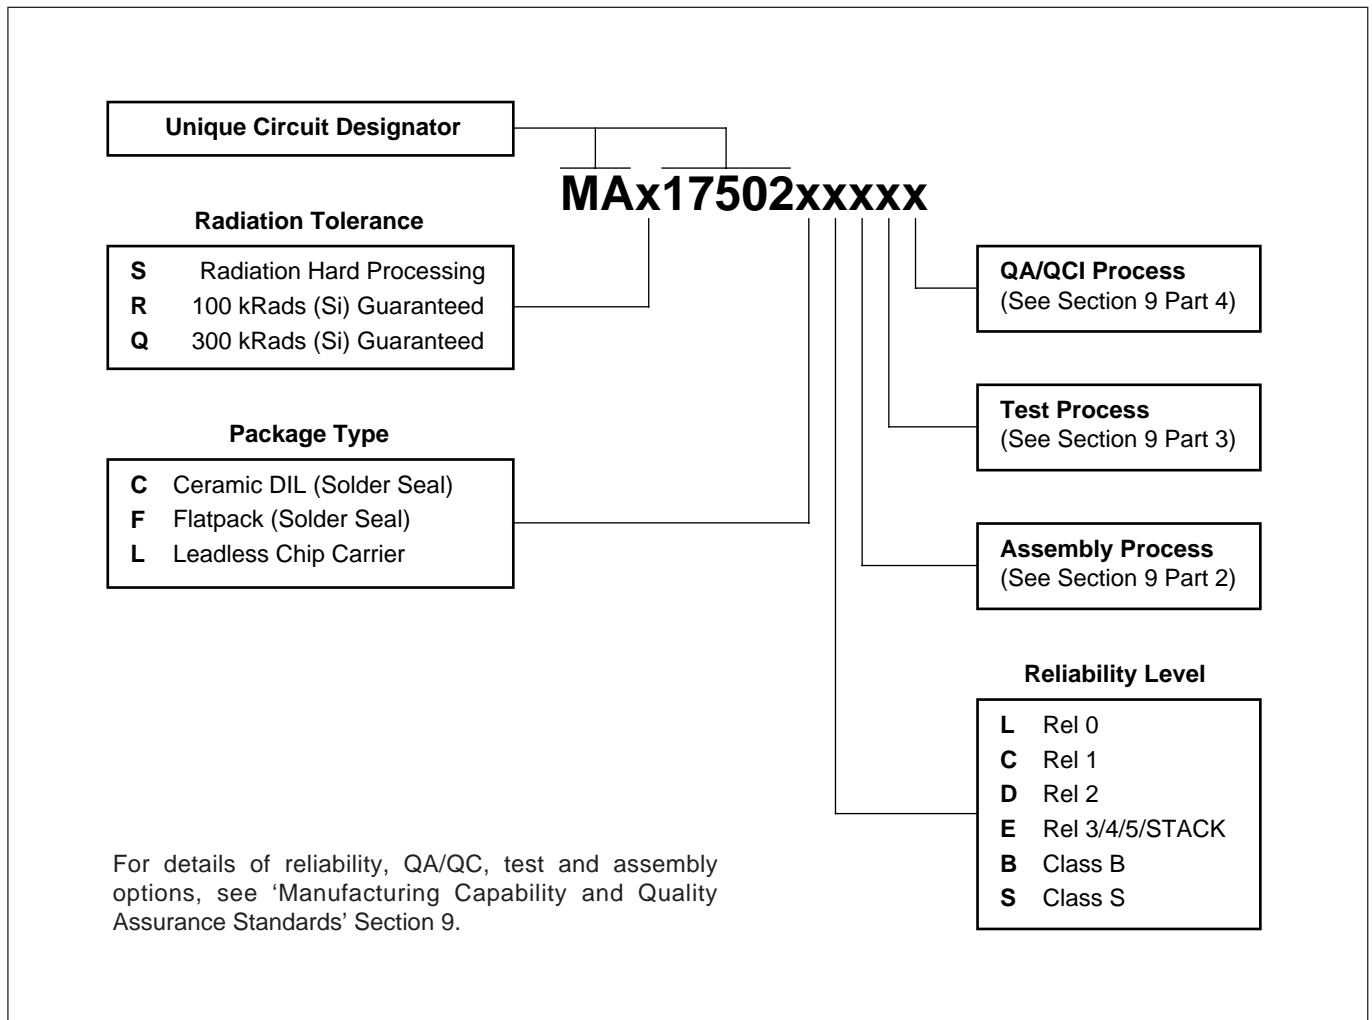 Unique Circuit Designator
MAx17502xxxxx
Radiation Tolerance
S Radiation Hard Processing
R 100 kRads (Si) Guaranteed
Q 300 kRads (Si) Guaranteed
Package Type
C Ceramic DIL (Solder Seal)
F Flatpack (Solder Seal)
L Leadless Chip Carrier
QA/QCI Process
(See Section 9 Part 4)
Test Process
(See Section 9 Part 3)
Assembly Process
(See Section 9 Part 2)
Reliability Level
L Rel 0
C Rel 1
D Rel 2
E Rel 3/4/5/STACK
B Class B
S Class S
For details of reliability, QA/QC, test and assembly
options, see ‘Manufacturing Capability and Quality
Assurance Standards’ Section 9.